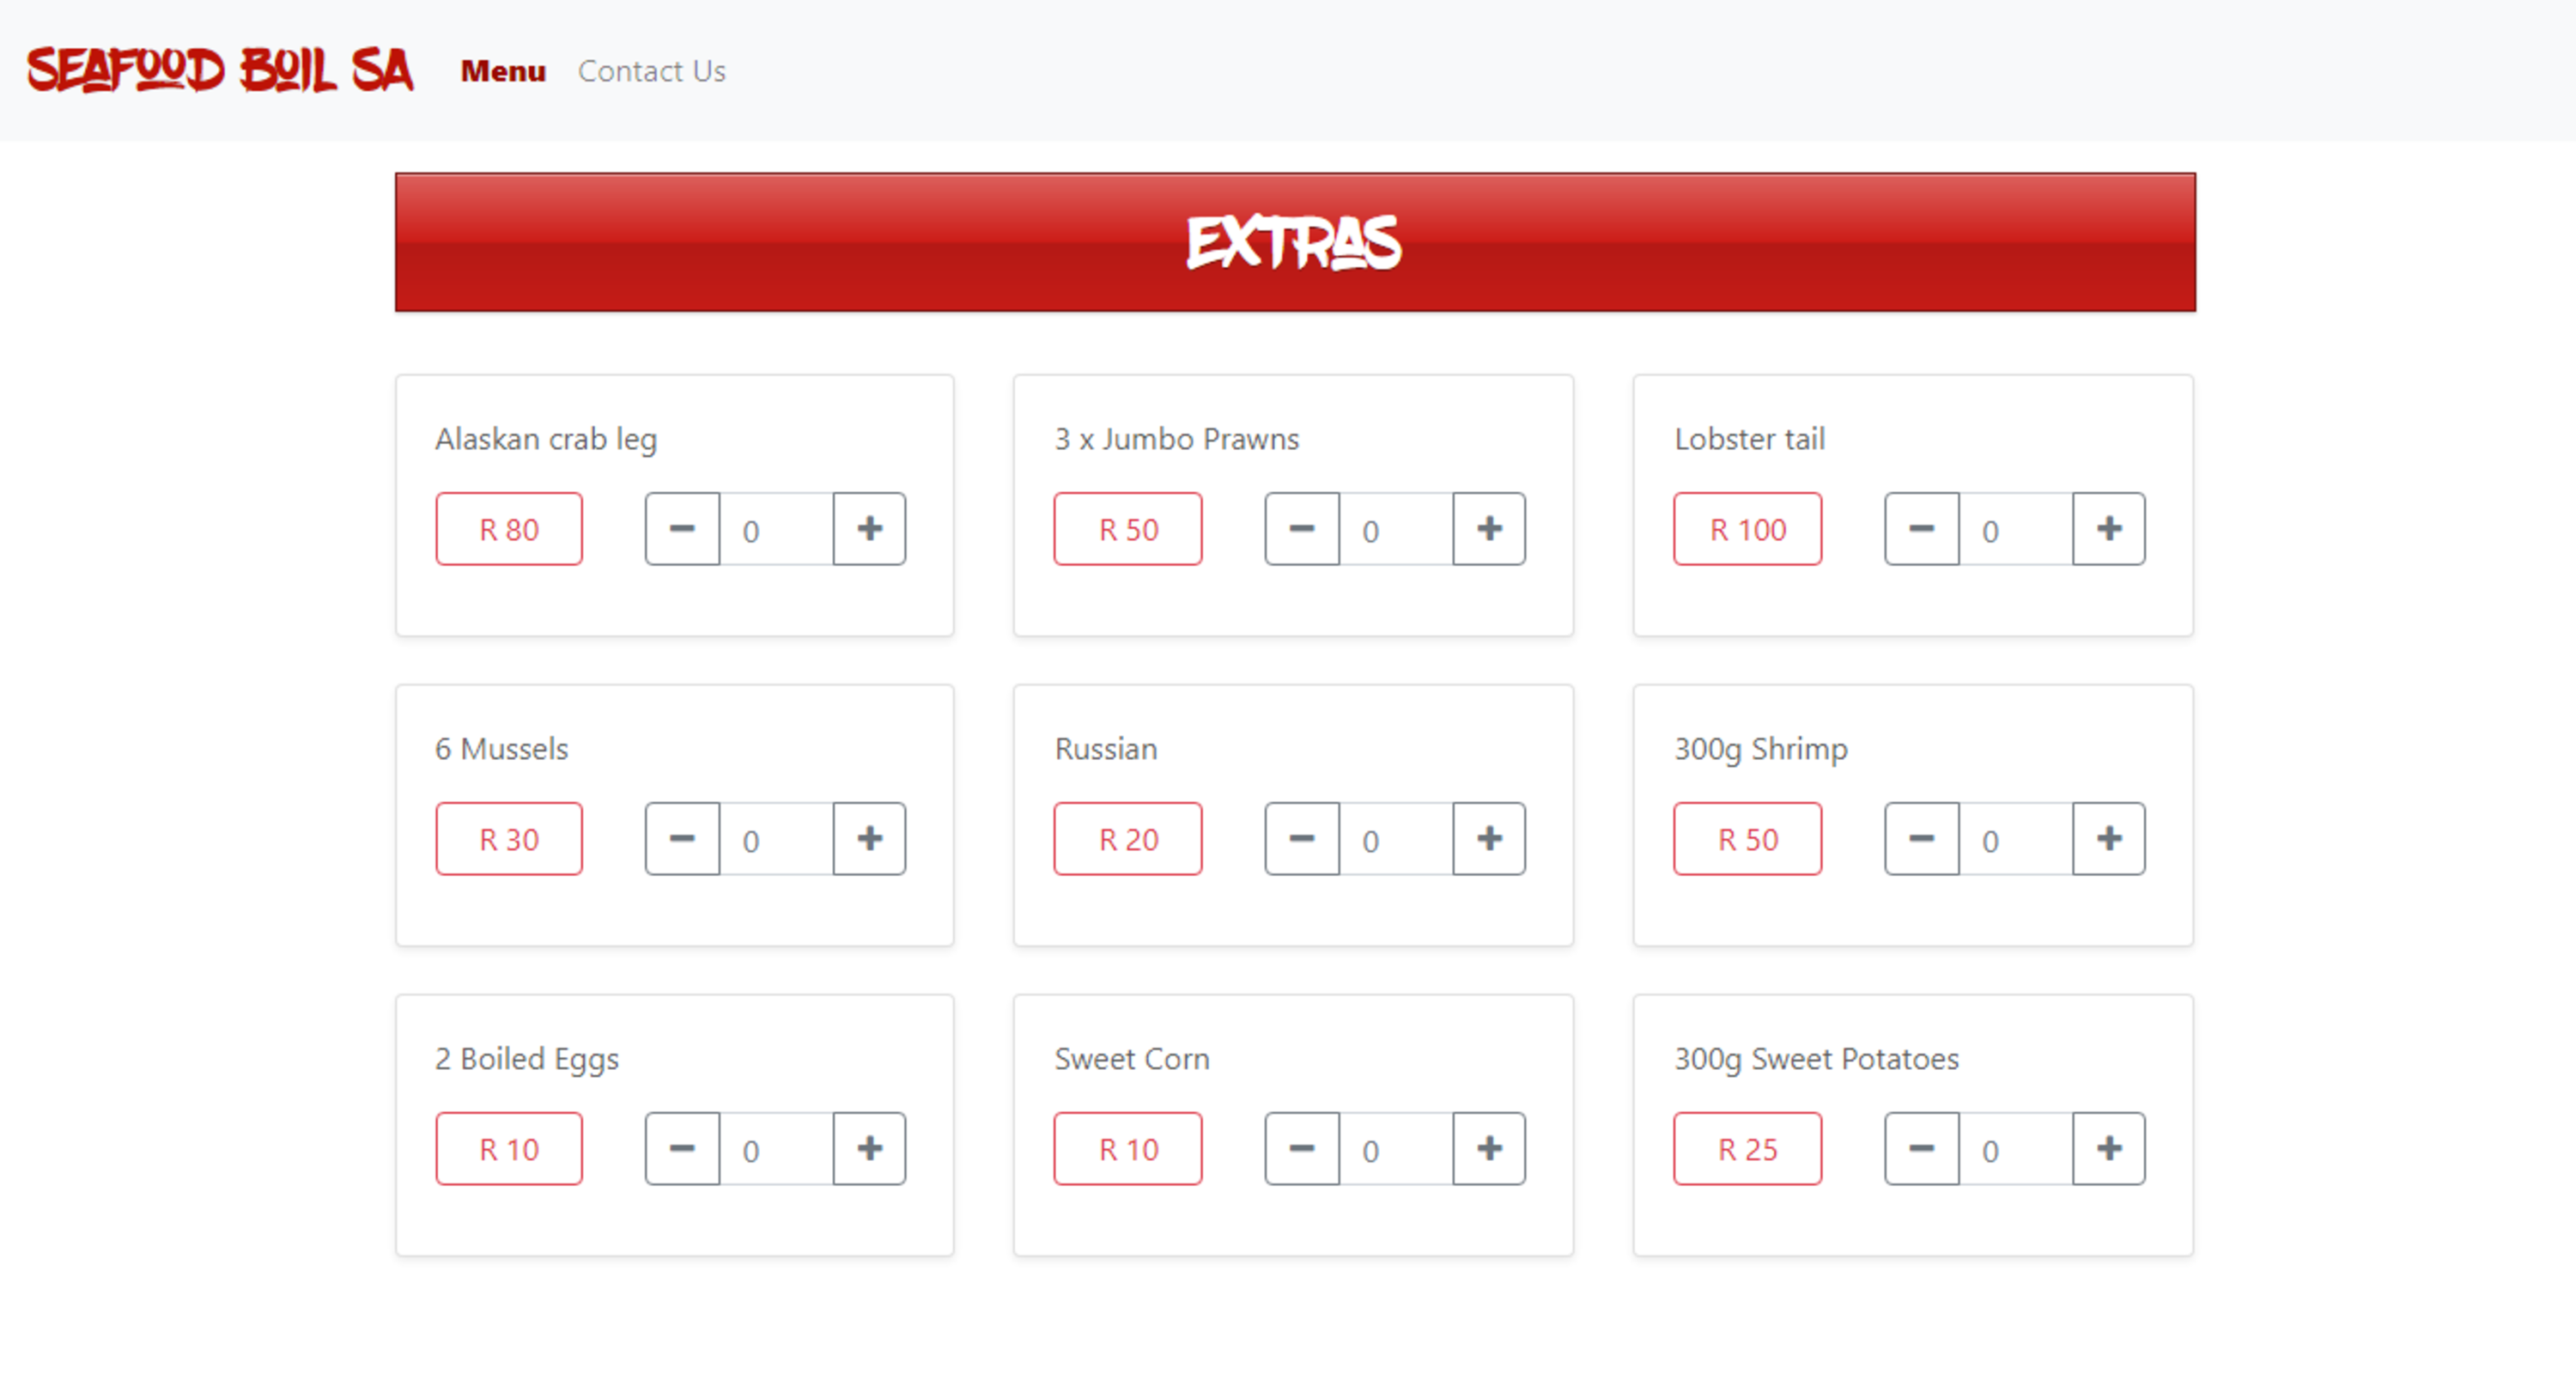 SEAFOOD BOIL SA Menu Contact Us
EXTRAS
Alaskan crab leg
R 80 − 0 +
3 x Jumbo Prawns
R 50 − 0 +
Lobster tail
R 100 − 0 +
6 Mussels
R 30 − 0 +
Russian
R 20 − 0 +
300g Shrimp
R 50 − 0 +
2 Boiled Eggs
R 10 − 0 +
Sweet Corn
R 10 − 0 +
300g Sweet Potatoes
R 25 − 0 +